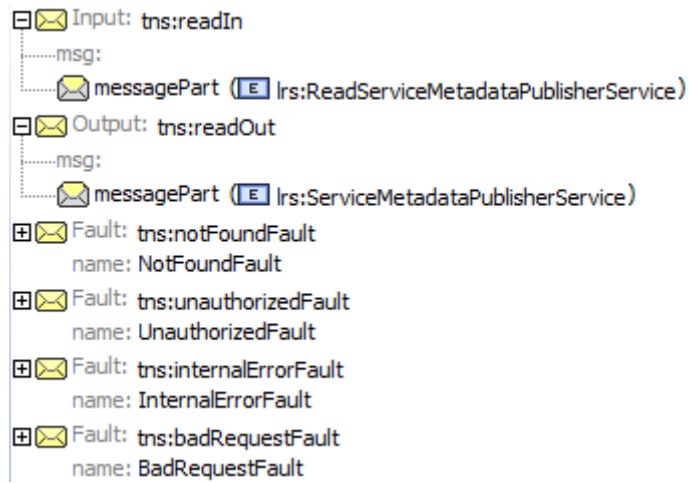 Input: tns:readIn
msg:
messagePart (E lrs:ReadServiceMetadataPublisherService)
Output: tns:readOut
msg:
messagePart (E lrs:ServiceMetadataPublisherService)
Fault: tns:notFoundFault
name: NotFoundFault
Fault: tns:unauthorizedFault
name: UnauthorizedFault
Fault: tns:internalErrorFault
name: InternalErrorFault
Fault: tns:badRequestFault
name: BadRequestFault